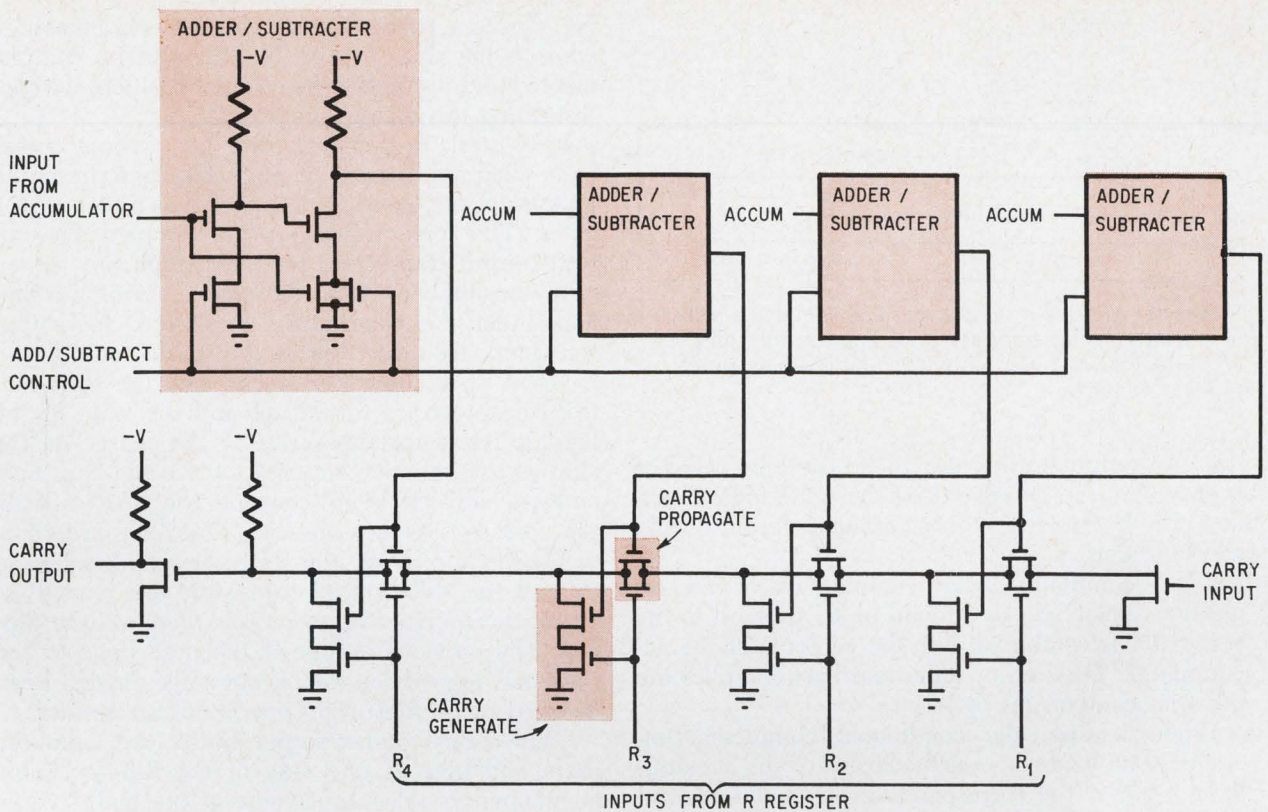 ADDER / SUBTRACTER
-V
-V
INPUT
FROM
ACCUMULATOR
ADD/SUBTRACT
CONTROL
ACCUM
ADDER /
SUBTRACTER
ACCUM
ADDER /
SUBTRACTER
ACCUM
ADDER /
SUBTRACTER
-V
-V
CARRY
OUTPUT
CARRY
PROPAGATE
CARRY
INPUT
CARRY
GENERATE
R4
R3
R2
R1
INPUTS FROM R REGISTER